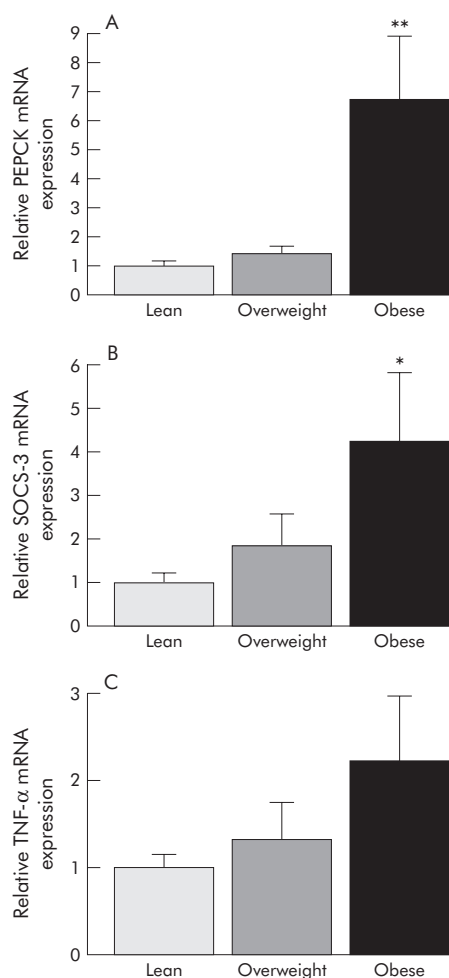 A
Relative PEPCK mRNA
expression
9
8
7
6
5
4
3
2
1
0
**
Lean Overweight Obese
B
Relative SOCS-3 mRNA
expression
6
5
4
3
2
1
0
*
Lean Overweight Obese
C
Relative TNF-α mRNA
expression
3
2
1
0
Lean Overweight Obese